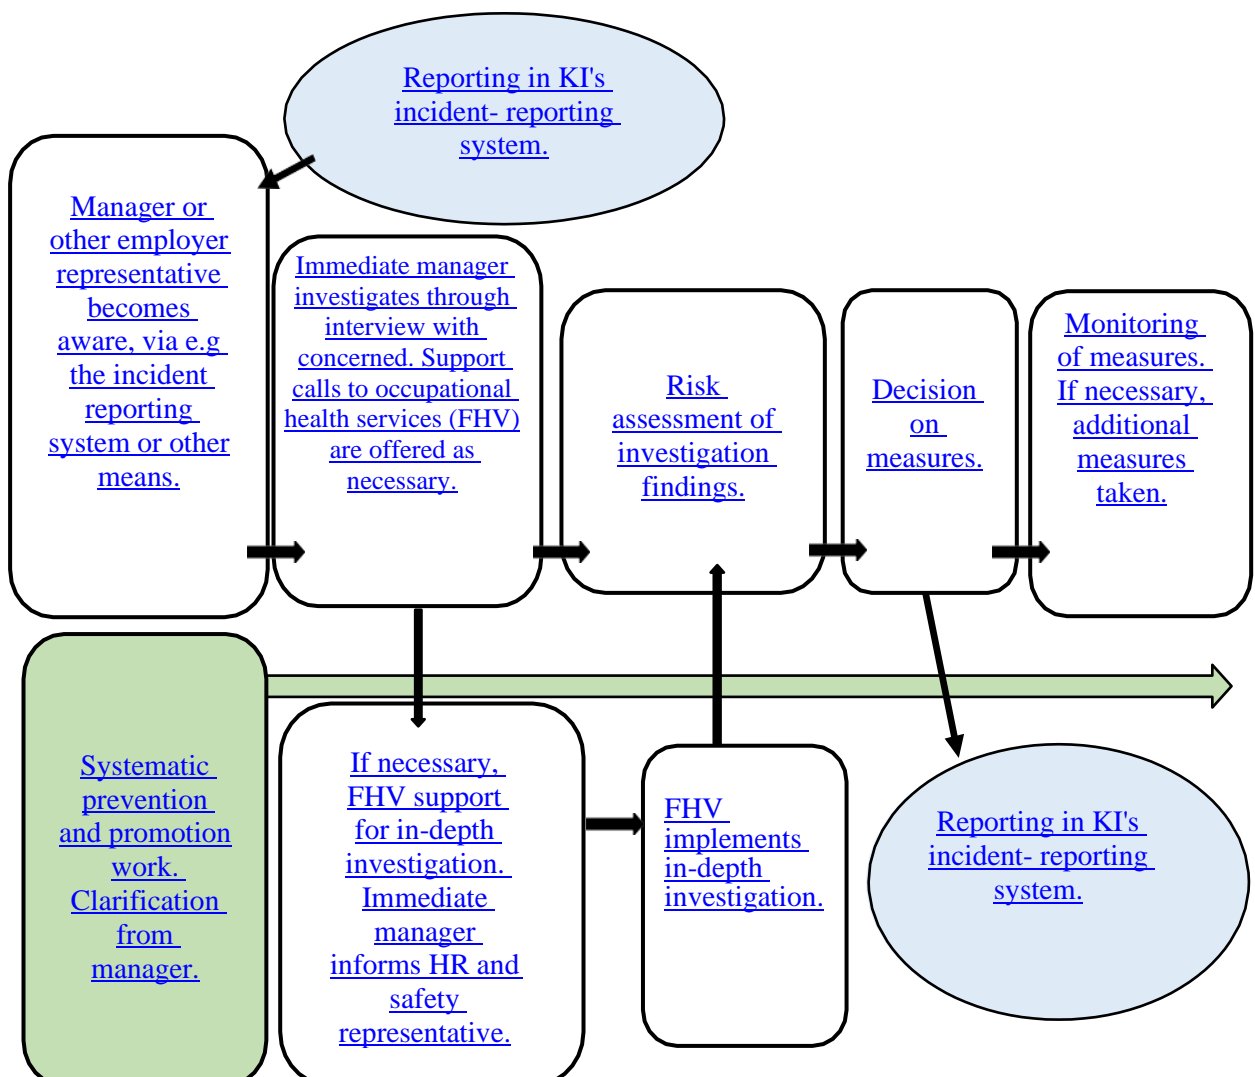 Reporting in KI's
incident- reporting
system.
Manager or
other employer
representative
becomes
aware, via e.g
the incident
reporting
system or other
means.
Immediate manager
investigates through
interview with
concerned. Support
calls to occupational
health services (FHV)
are offered as
necessary.
Risk
assessment of
investigation
findings.
Decision
on
measures.
Monitoring
of measures.
If necessary,
additional
measures
taken.
Systematic
prevention
and promotion
work.
Clarification
from
manager.
If necessary,
FHV support
for in-depth
investigation.
Immediate
manager
informs HR and
safety
representative.
FHV
implements
in-depth
investigation.
Reporting in KI's
incident- reporting
system.